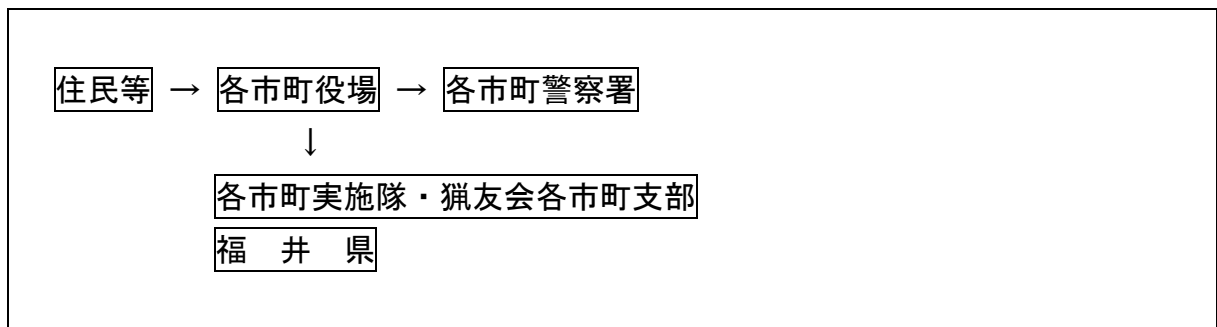 住民等 → 各市町役場 → 各市町警察署
↓
各市町実施隊・猟友会各市町支部
福　井　県